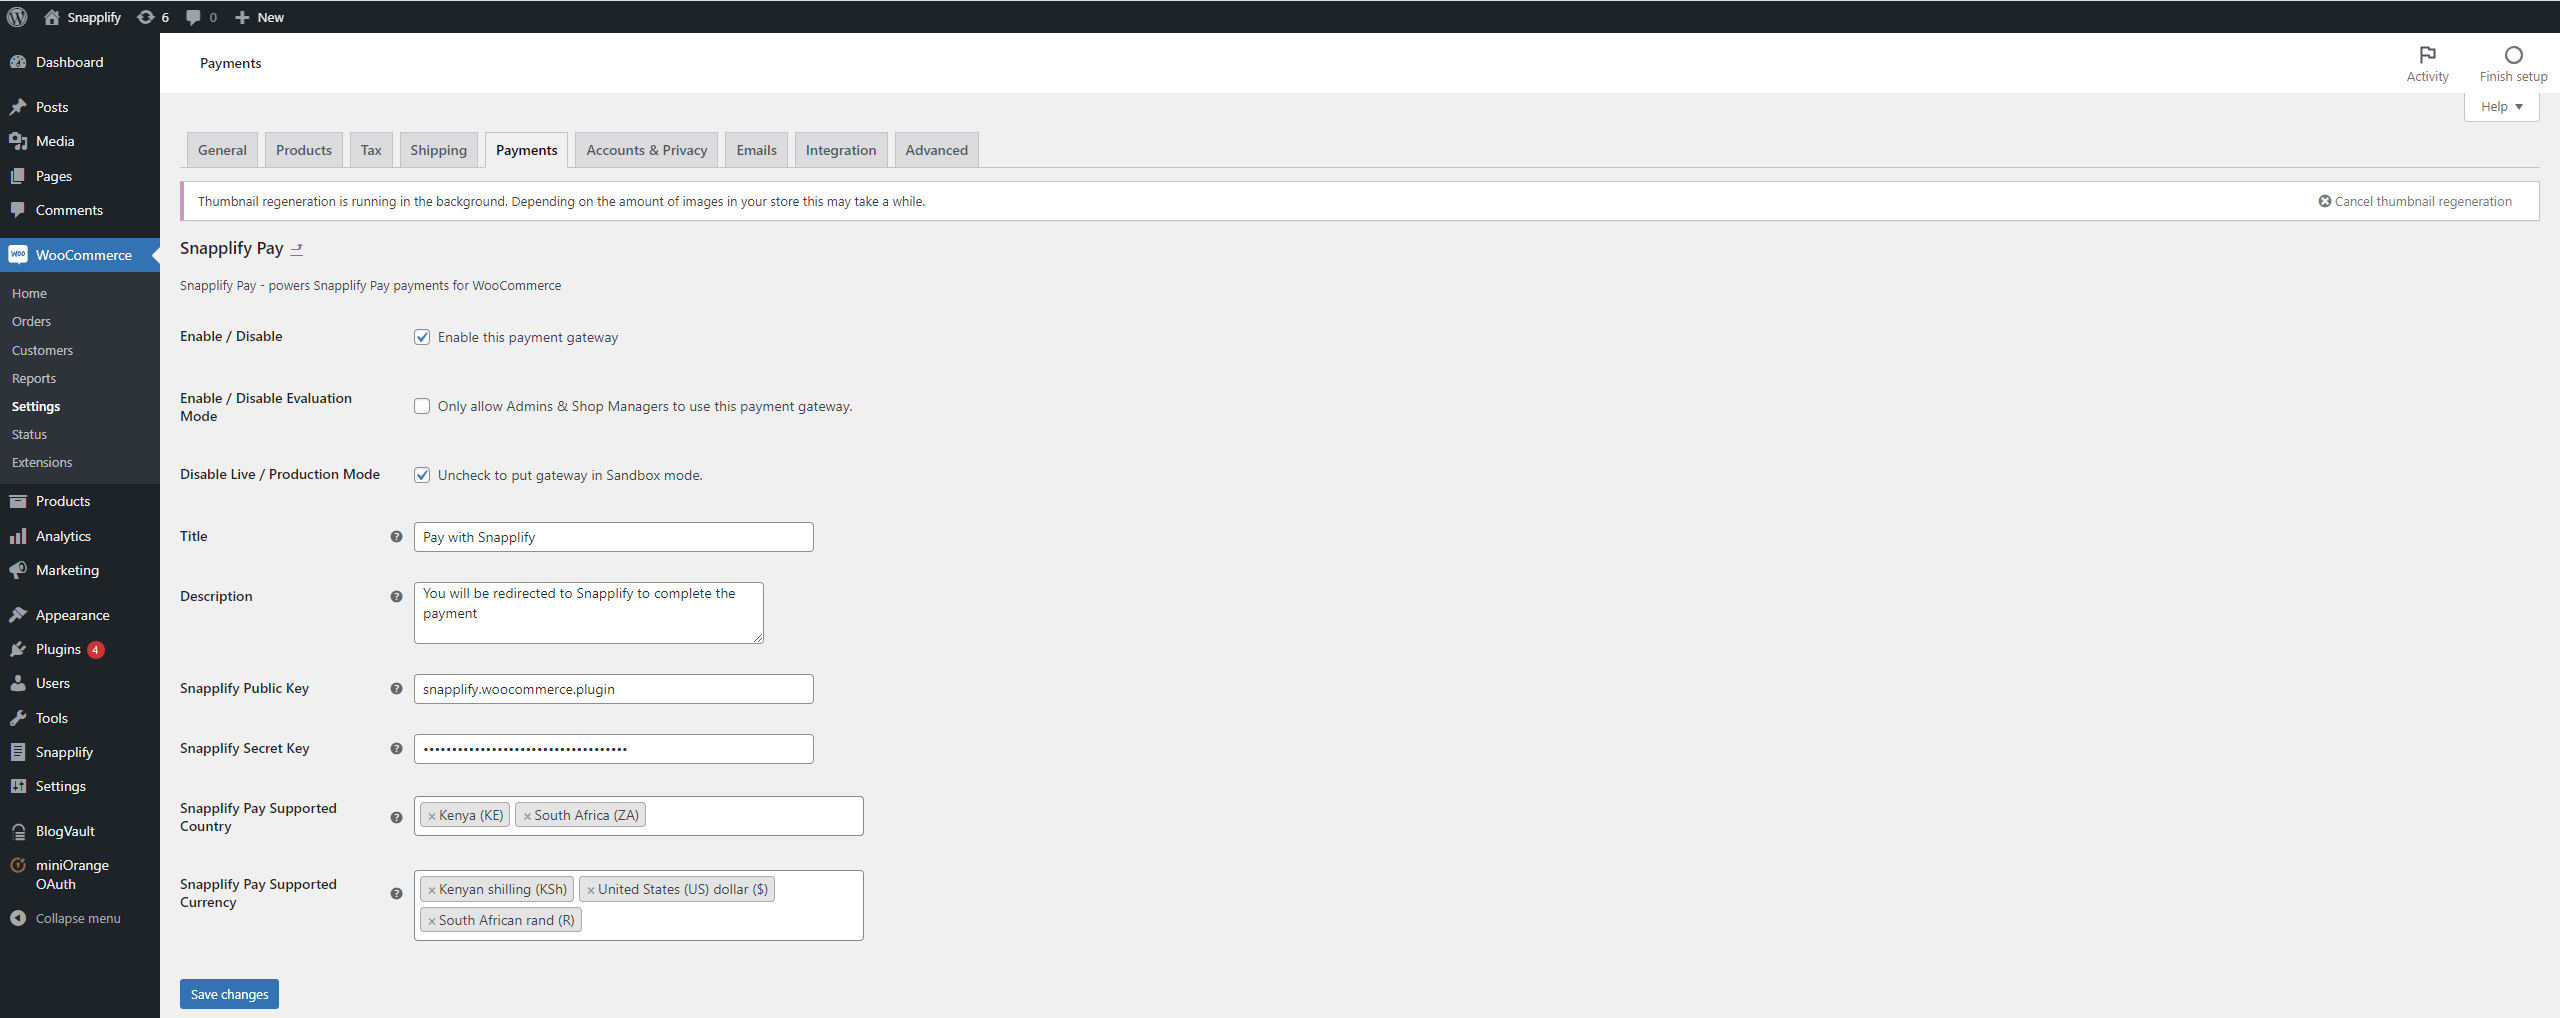 Snapplify 6 0 New
Dashboard
Posts
Media
Pages
Comments
WooCommerce
Home
Orders
Customers
Reports
Settings
Status
Extensions
Products
Analytics
Marketing
Appearance
Plugins 4
Users
Tools
Snapplify
Settings
BlogVault
miniOrange
OAuth
Collapse menu
Payments
Activity
Finish setup
Help
General Products Tax Shipping Payments Accounts & Privacy Emails Integration Advanced
Thumbnail regeneration is running in the background. Depending on the amount of images in your store this may take a while.
Cancel thumbnail regeneration
Snapplify Pay
Snapplify Pay - powers Snapplify Pay payments for WooCommerce
Enable / Disable
Enable this payment gateway
Enable / Disable Evaluation
Mode
Only allow Admins & Shop Managers to use this payment gateway.
Disable Live / Production Mode
Uncheck to put gateway in Sandbox mode.
Title
Pay with Snapplify
Description
You will be redirected to Snapplify to complete the
payment
Snapplify Public Key
snapplify.woocommerce.plugin
Snapplify Secret Key
Snapplify Pay Supported
Country
× Kenya (KE) × South Africa (ZA)
Snapplify Pay Supported
Currency
× Kenyan shilling (KSh) × United States (US) dollar ($)
× South African rand (R)
Save changes